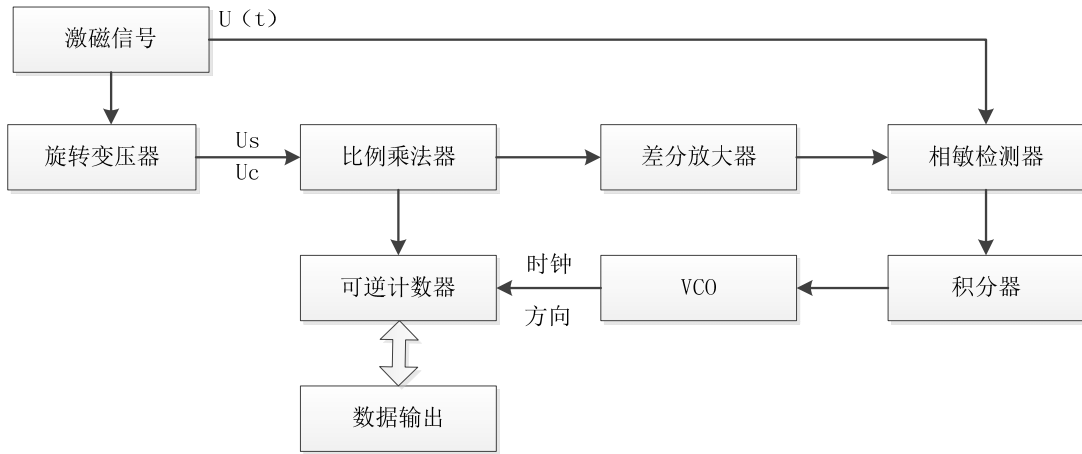 U（t）
激磁信号
旋转变压器
Us
Uc
比例乘法器
差分放大器
相敏检测器
可逆计数器
时钟
方向
VCO
积分器
数据输出